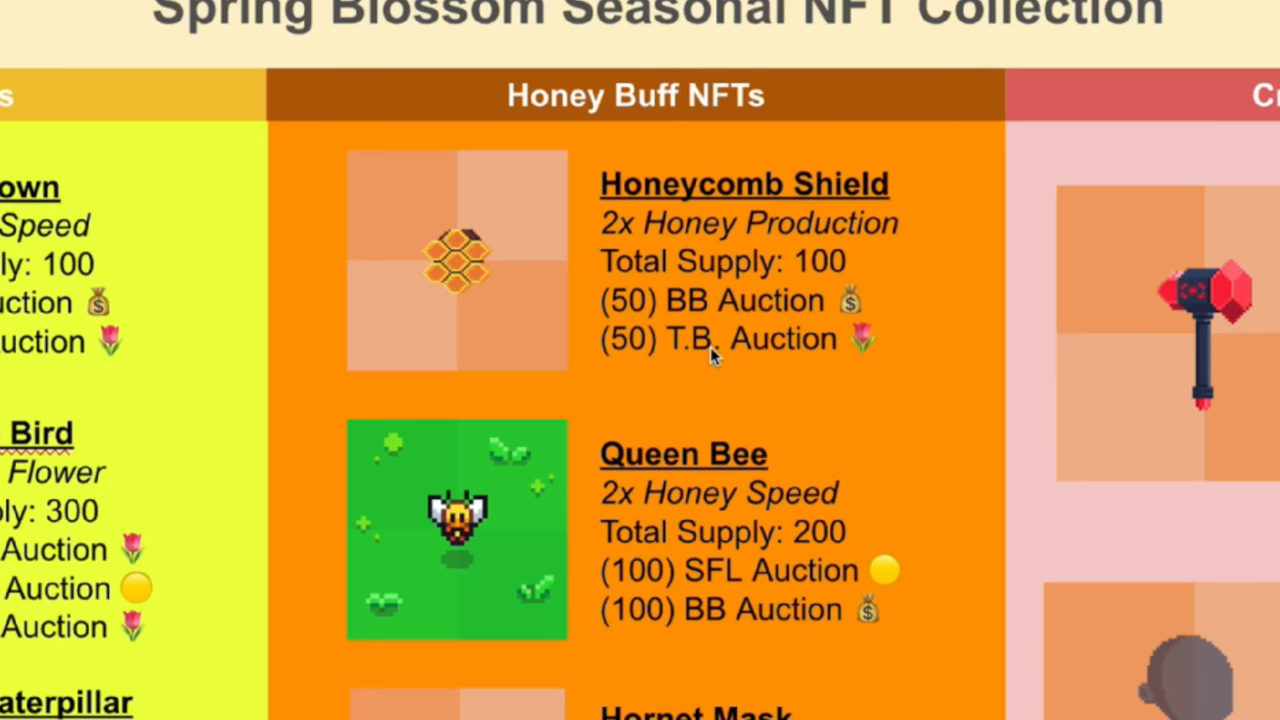 Spring Blossom Seasonal NFT Collection
s
Honey Buff NFTs
own
Speed
ly: 100
uction 💰
uction 🌷
Bird
Flower
ly: 300
Auction 🌷
Auction 🟡
Auction 🌷
aterpillar
Honeycomb Shield
2x Honey Production
Total Supply: 100
(50) BB Auction 💰
(50) T.B. Auction 🌷
Queen Bee
2x Honey Speed
Total Supply: 200
(100) SFL Auction 🟡
(100) BB Auction 💰
Hornet Mask